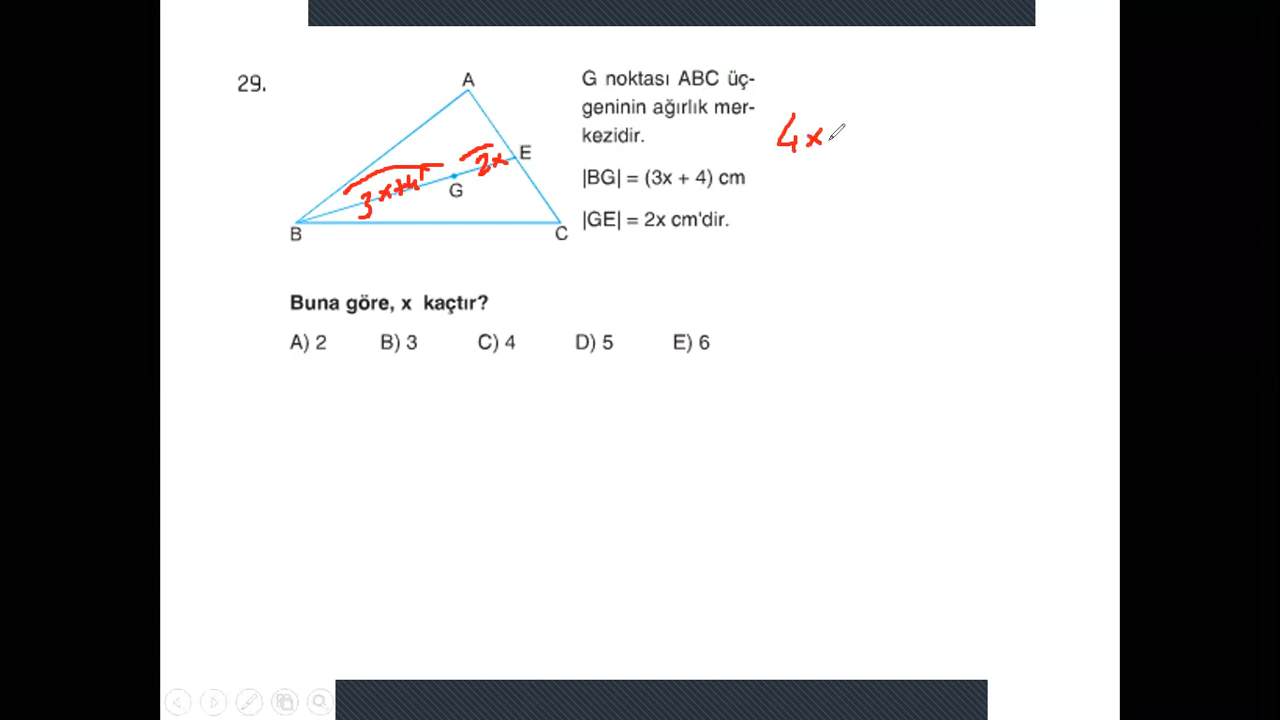 29.
A
E
G
B
C
3x+4
2x
G noktası ABC üç-
geninin ağırlık mer-
kezidir.
|BG| = (3x + 4) cm
|GE| = 2x cm'dir.
4x
Buna göre, x kaçtır?
A) 2 B) 3 C) 4 D) 5 E) 6